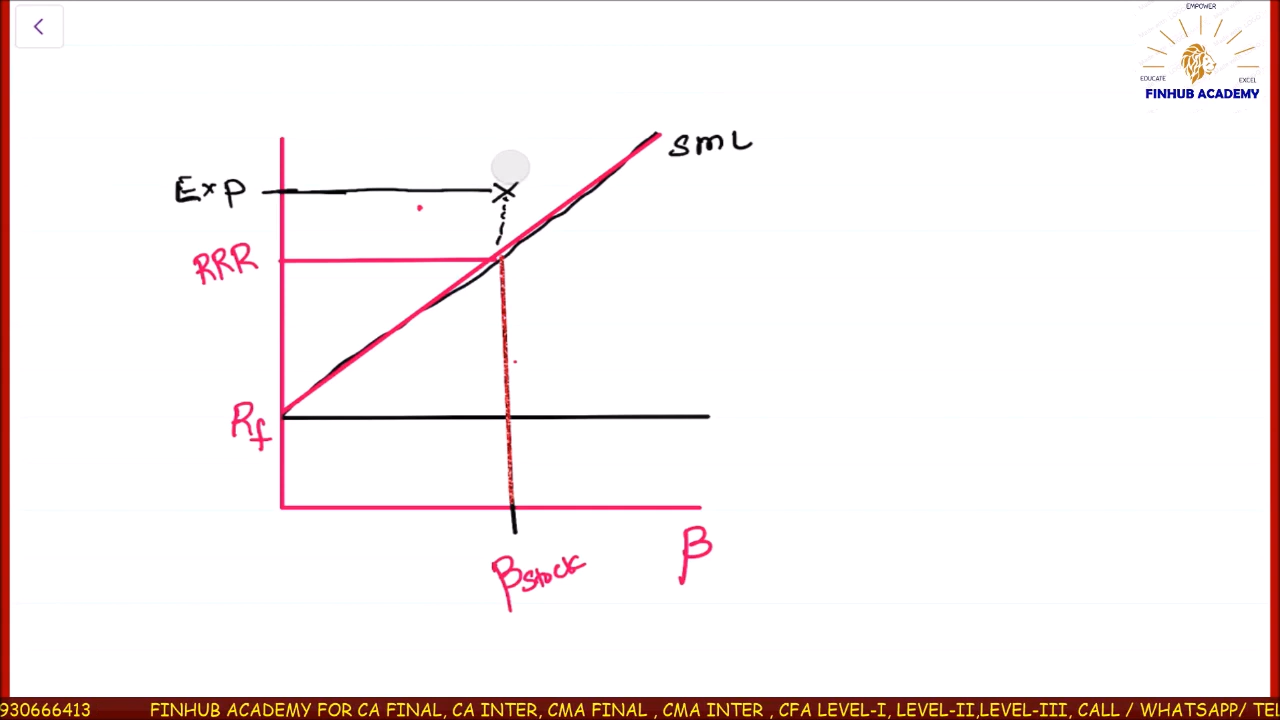 EMPOWER
EDUCATE
EXCEL
FINHUB ACADEMY
SML
Exp
RRR
Rf
β
βstock
930666413 FINHUB ACADEMY FOR CA FINAL, CA INTER, CMA FINAL , CMA INTER , CFA LEVEL-I, LEVEL-II,LEVEL-III, CALL / WHATSAPP/ TEL